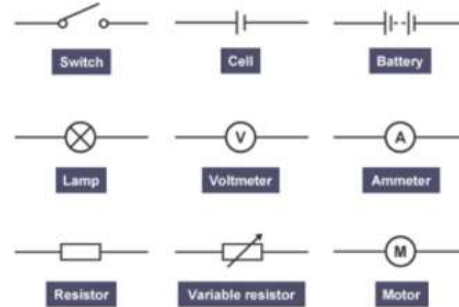 Switch
Cell
Battery
V
A
Lamp
Voltmeter
Ammeter
M
Resistor
Variable resistor
Motor